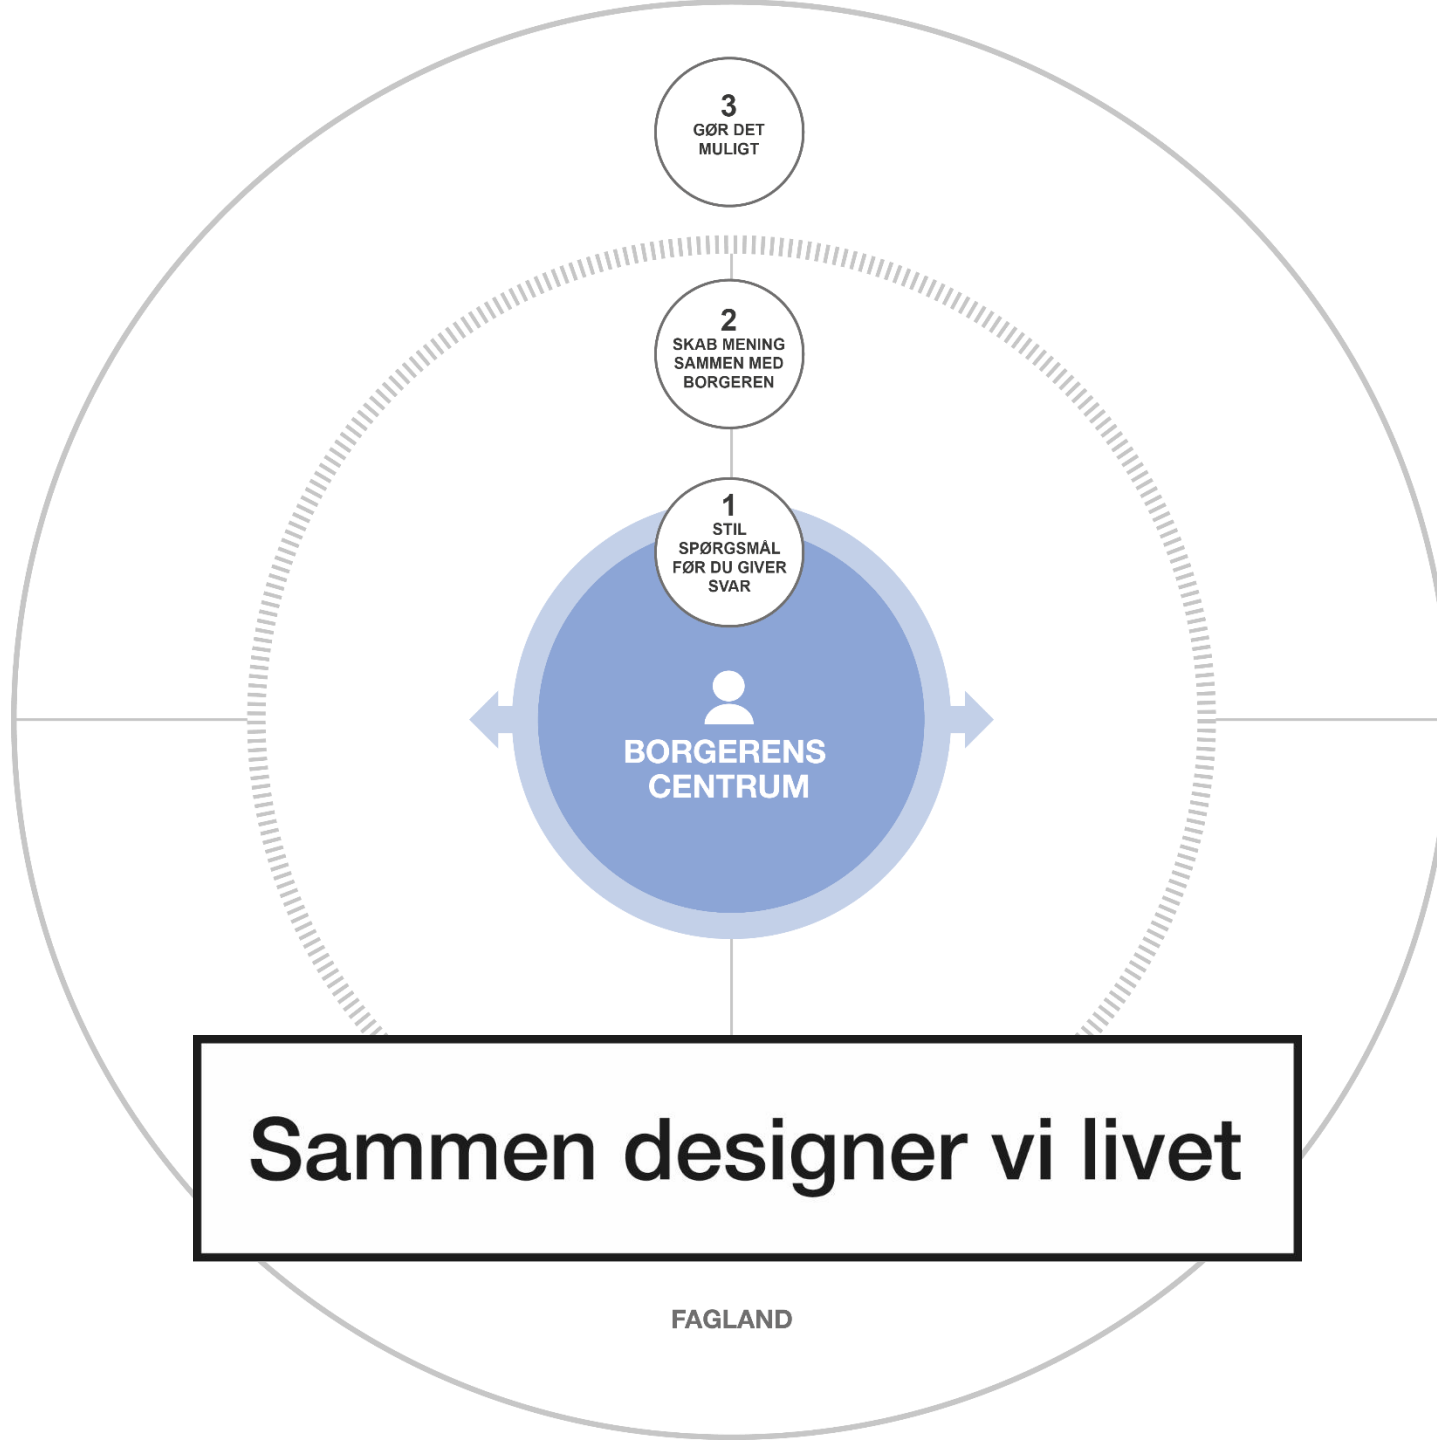 3
GØR DET
MULIGT
2
SKAB MENING
SAMMEN MED
BORGEREN
1
STIL
SPØRGSMÅL
FØR DU GIVER
SVAR
BORGERENS
CENTRUM
Sammen designer vi livet
FAGLAND